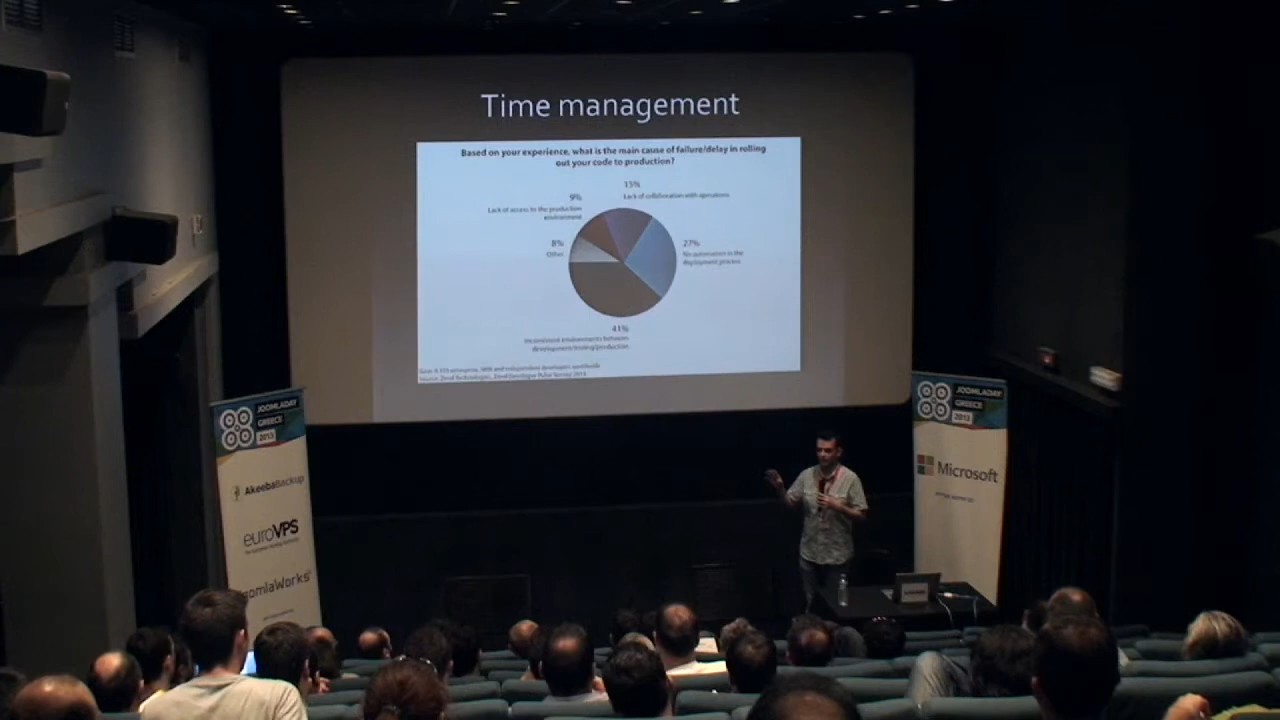 Time management
Based on your experience, what is the main cause of failure/delay in rolling
out your code to production?
15%
Lack of collaboration with operations
9%
Lack of access to the production
environment
8%
Other
27%
No automation in the
deployment process
41%
Inconsistent environments between
development/testing/production
JOOMLADAY
GREECE
2013
AkeebaBackup
euroVPS
omlaWorks
JOOMLADAY
GREECE
2013
Microsoft